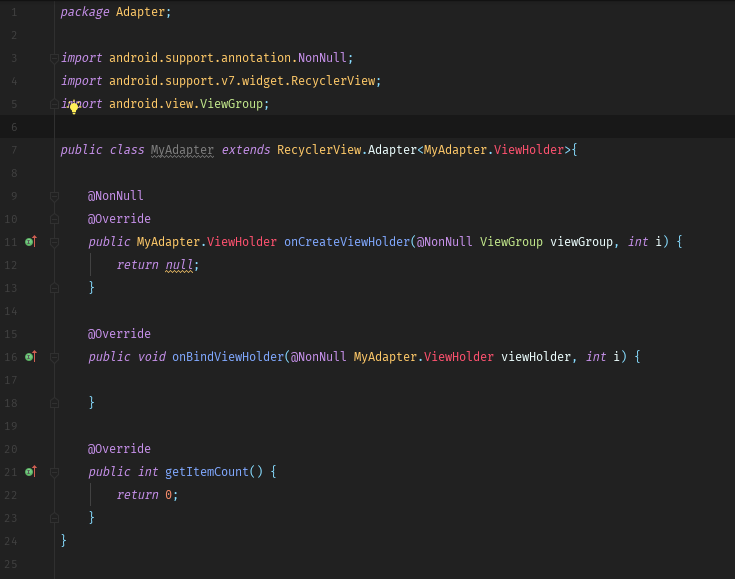 1 package Adapter;
2
3 import android.support.annotation.NonNull;
4 import android.support.v7.widget.RecyclerView;
5 import android.view.ViewGroup;
6
7 public class MyAdapter extends RecyclerView.Adapter<MyAdapter.ViewHolder>{
8
9     @NonNull
10     @Override
11     public MyAdapter.ViewHolder onCreateViewHolder(@NonNull ViewGroup viewGroup, int i) {
12         return null;
13     }
14
15     @Override
16     public void onBindViewHolder(@NonNull MyAdapter.ViewHolder viewHolder, int i) {
17
18     }
19
20     @Override
21     public int getItemCount() {
22         return 0;
23     }
24 }
25